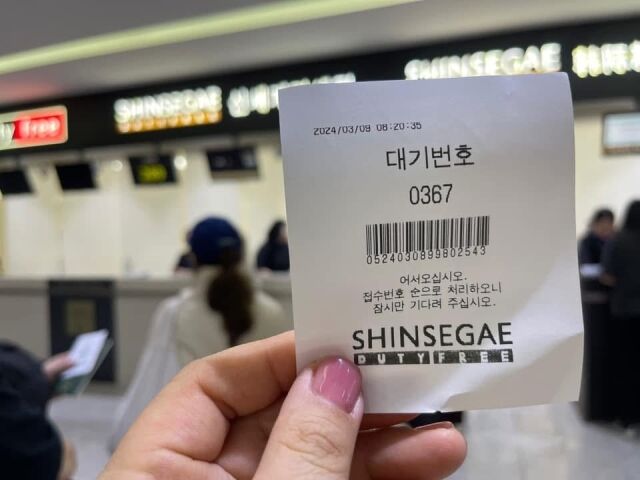 SHINSEGAE
SHINSEGAE
Free
2024/03/09 08:20:35
대기번호
0367
0524030899802543
어서오십시오.
접수번호 순으로 처리하오니
잠시만 기다려 주십시오.
SHINSEGAE
DUTY FREE